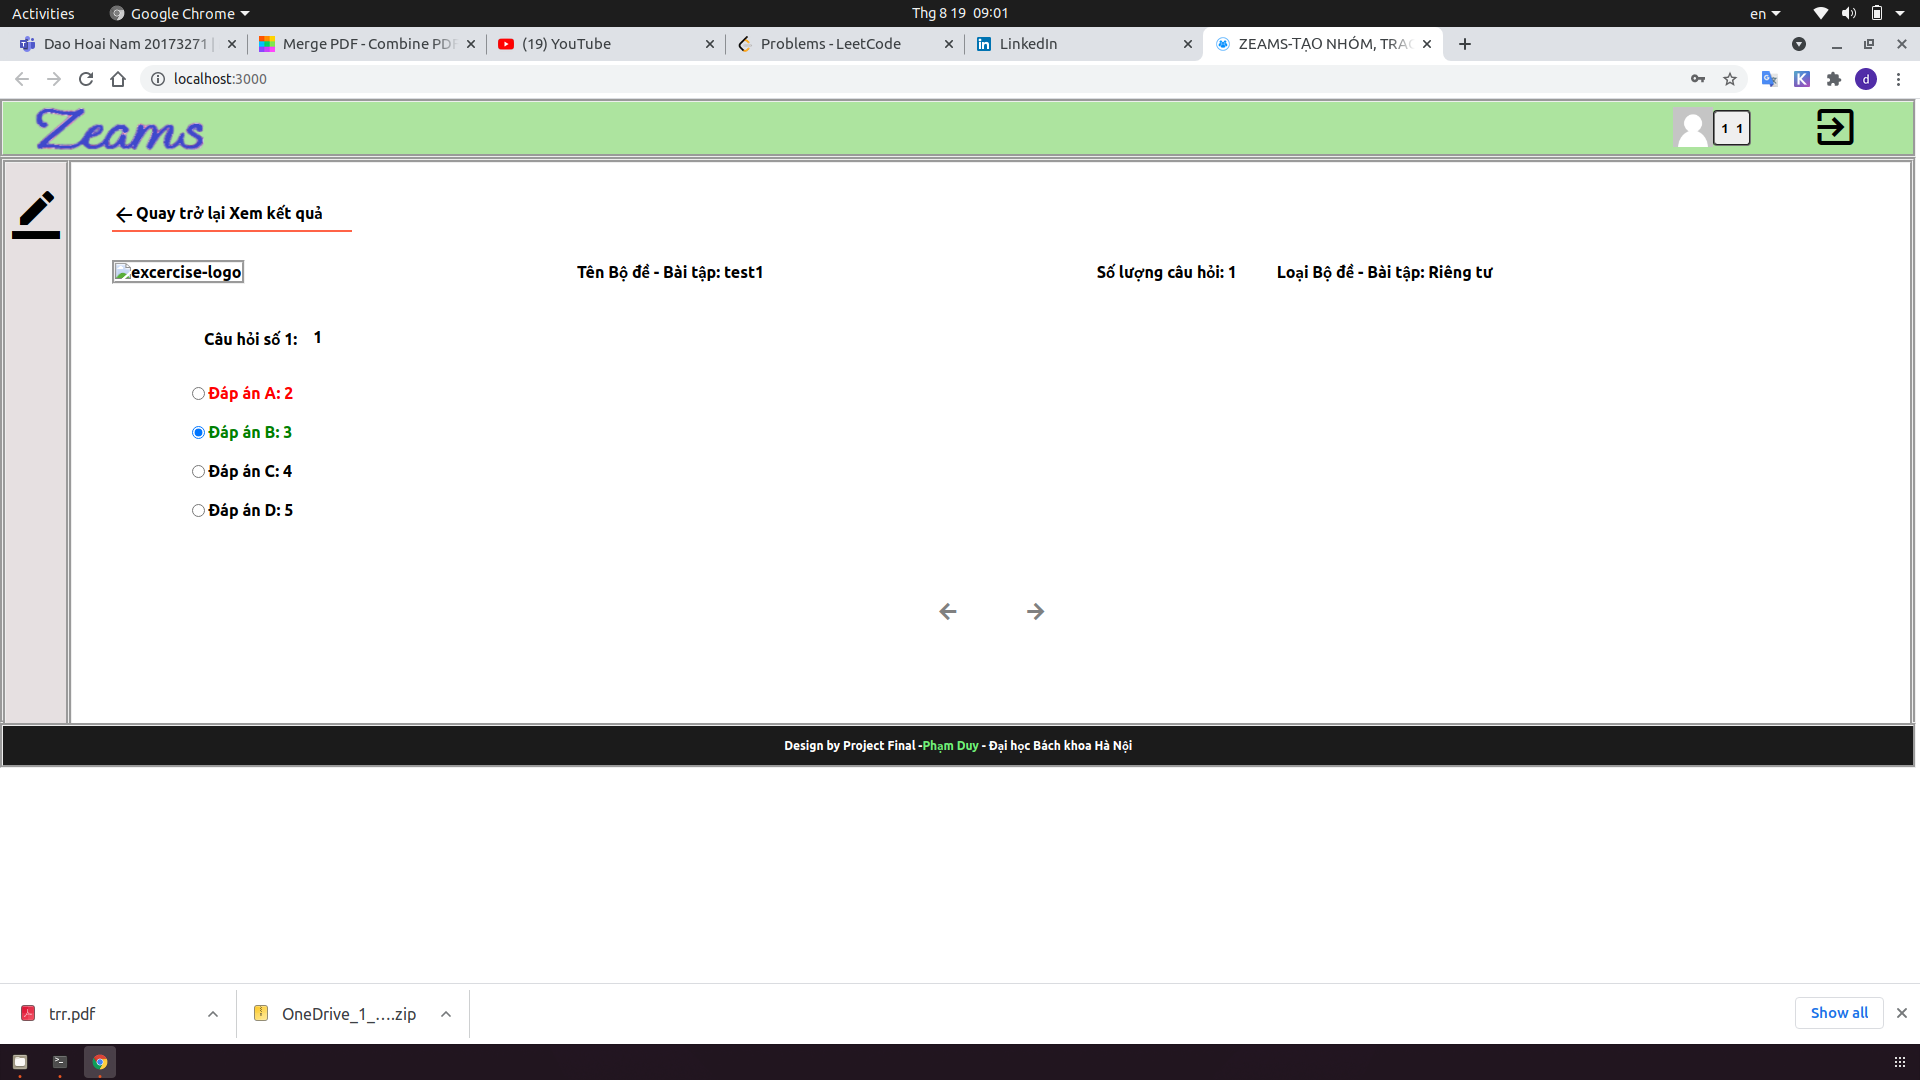 Activities Google Chrome Thg 8 19 09:01 en
Dao Hoai Nam 20173271 | Merge PDF - Combine PDF (19) YouTube Problems - LeetCode LinkedIn ZEAMS-TẠO NHÓM, TRAC
localhost:3000 d
Zeams 1 1
Quay trở lại Xem kết quả
excercise-logo Tên Bộ đề - Bài tập: test1 Số lượng câu hỏi: 1 Loại Bộ đề - Bài tập: Riêng tư
Câu hỏi số 1: 1
Đáp án A: 2
Đáp án B: 3
Đáp án C: 4
Đáp án D: 5
Design by Project Final -Phạm Duy - Đại học Bách khoa Hà Nội
trr.pdf OneDrive_1_....zip Show all